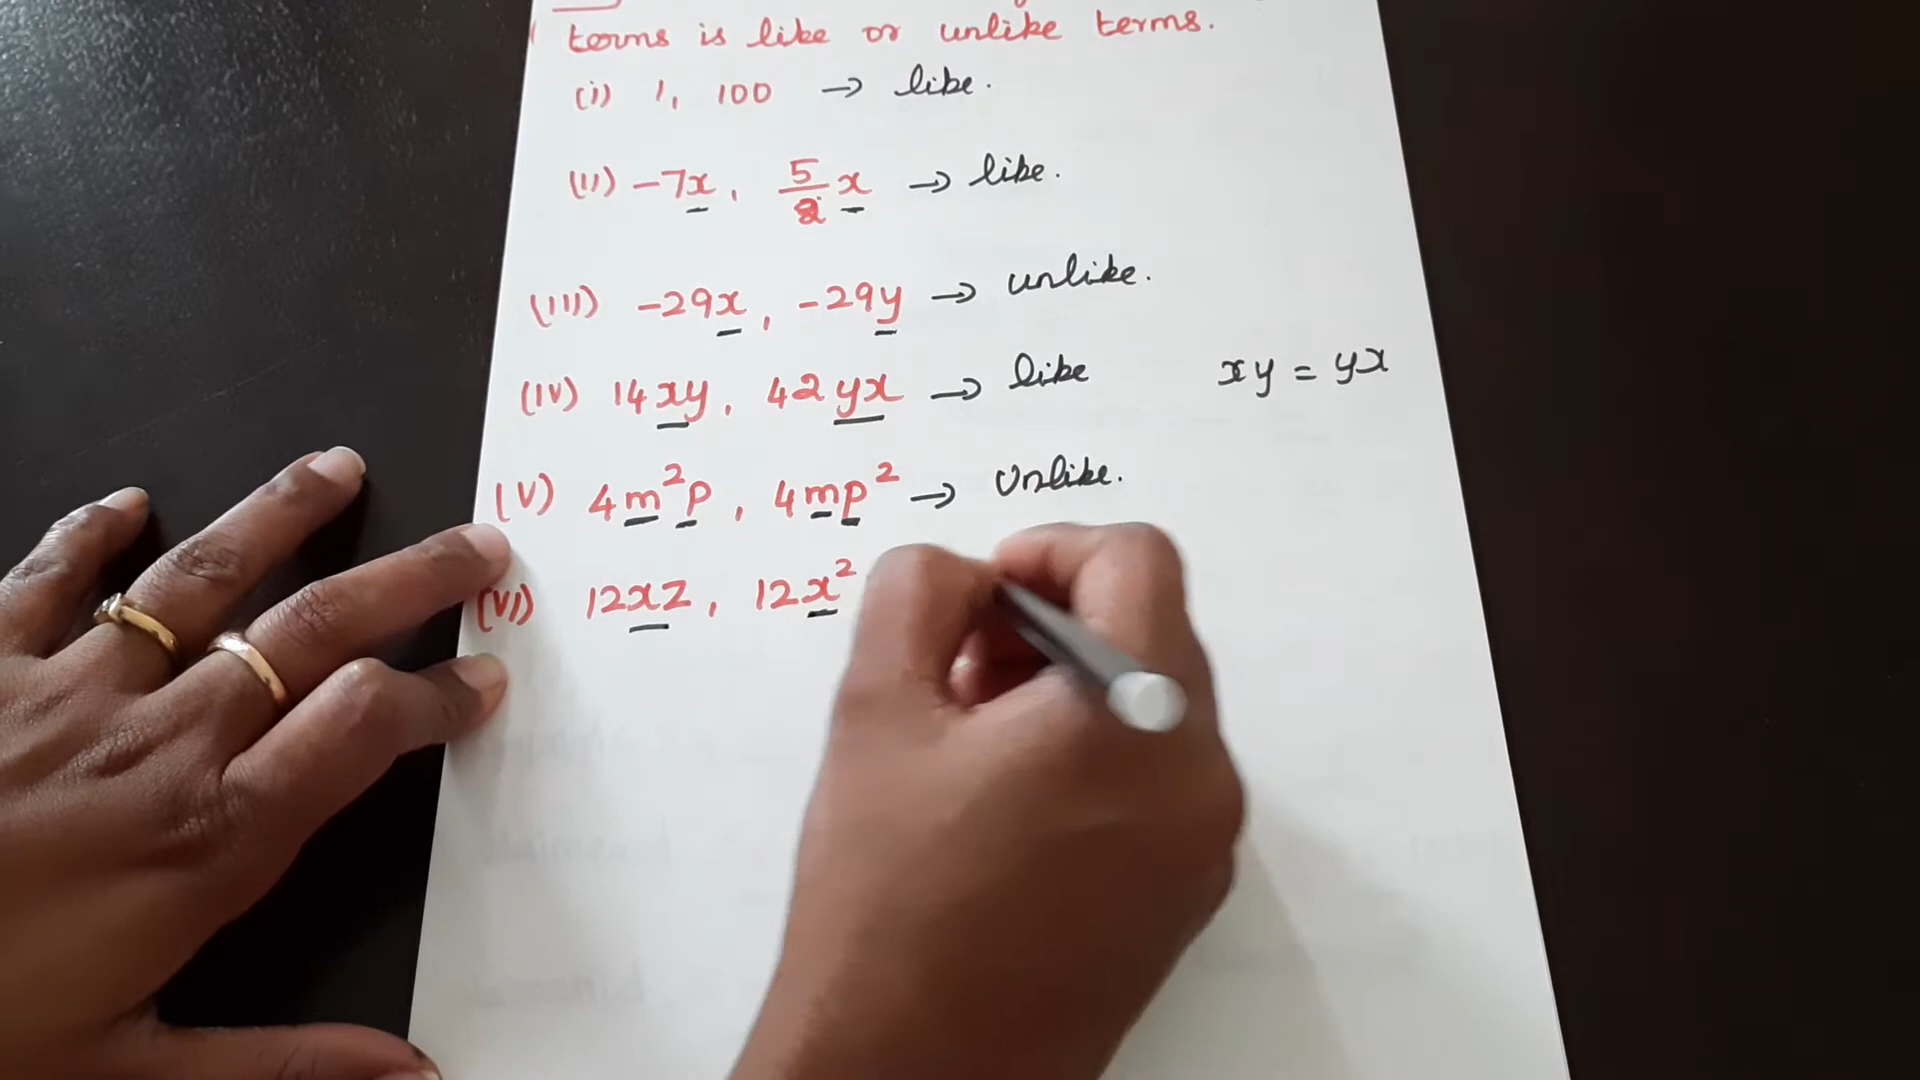 terms is like or unlike terms.
(i) 1, 100 → like.
(ii) -7x, 5/2 x → like.
(iii) -29x, -29y → unlike.
(iv) 14xy, 42yx → like xy = yx
(v) 4m²p, 4mp² → Unlike.
(vi) 12xz, 12x²